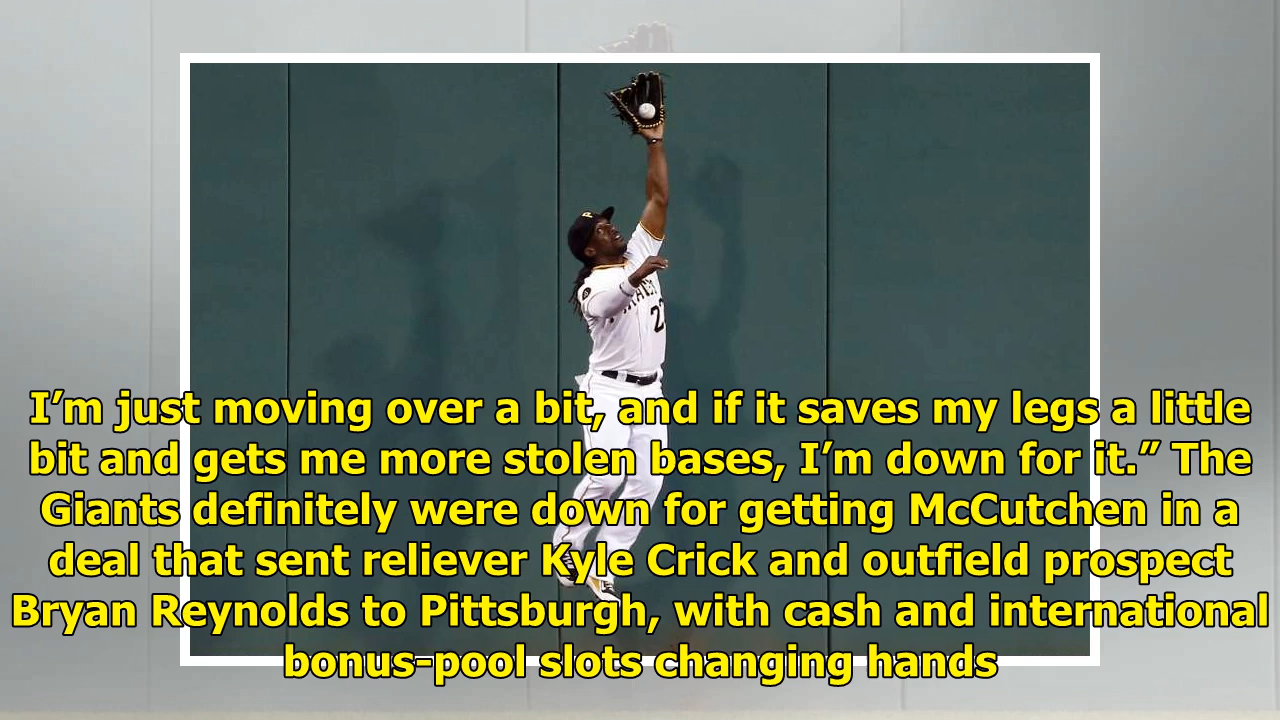 P
22
I’m just moving over a bit, and if it saves my legs a little
bit and gets me more stolen bases, I’m down for it.” The
Giants definitely were down for getting McCutchen in a
deal that sent reliever Kyle Crick and outfield prospect
Bryan Reynolds to Pittsburgh, with cash and international
bonus-pool slots changing hands